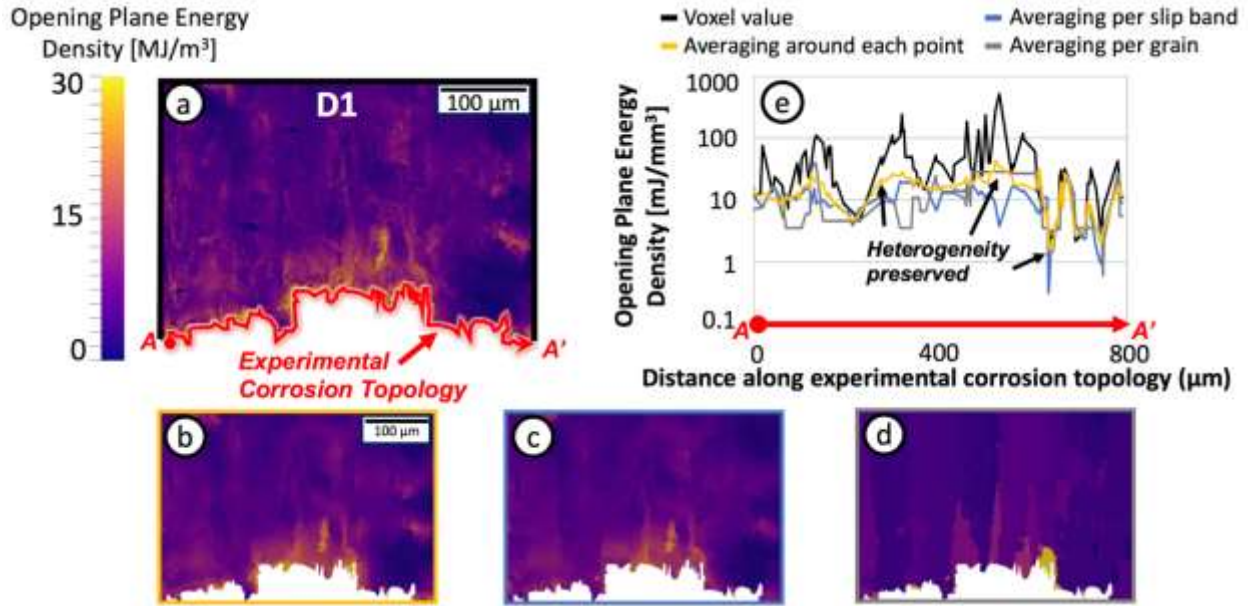 Opening Plane Energy
Density [MJ/m³]
30
15
0
a
D1
100 µm
A
A'
Experimental
Corrosion Topology
Voxel value
Averaging per slip band
Averaging around each point
Averaging per grain
e
Opening Plane Energy
Density [mJ/mm³]
1000
100
10
1
0.1
Heterogeneity
preserved
A
A'
0
400
800
Distance along experimental corrosion topology (µm)
b
100 µm
c
d